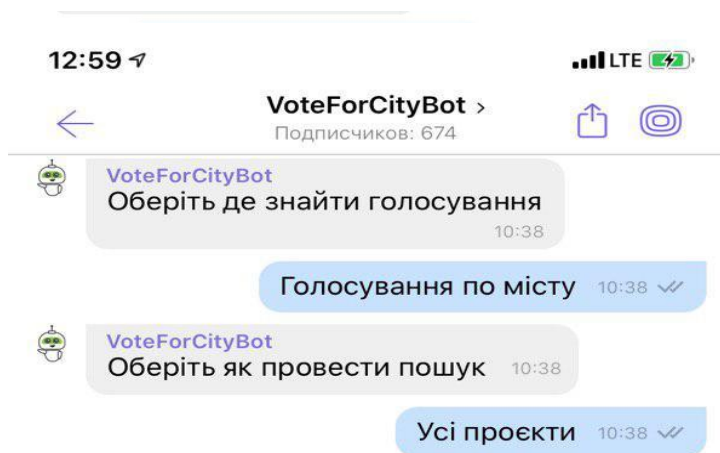 12:59 LTE
VoteForCityBot >
Подписчиков: 674
VoteForCityBot
Оберіть де знайти голосування
10:38
Голосування по місту 10:38
VoteForCityBot
Оберіть як провести пошук 10:38
Усі проєкти 10:38